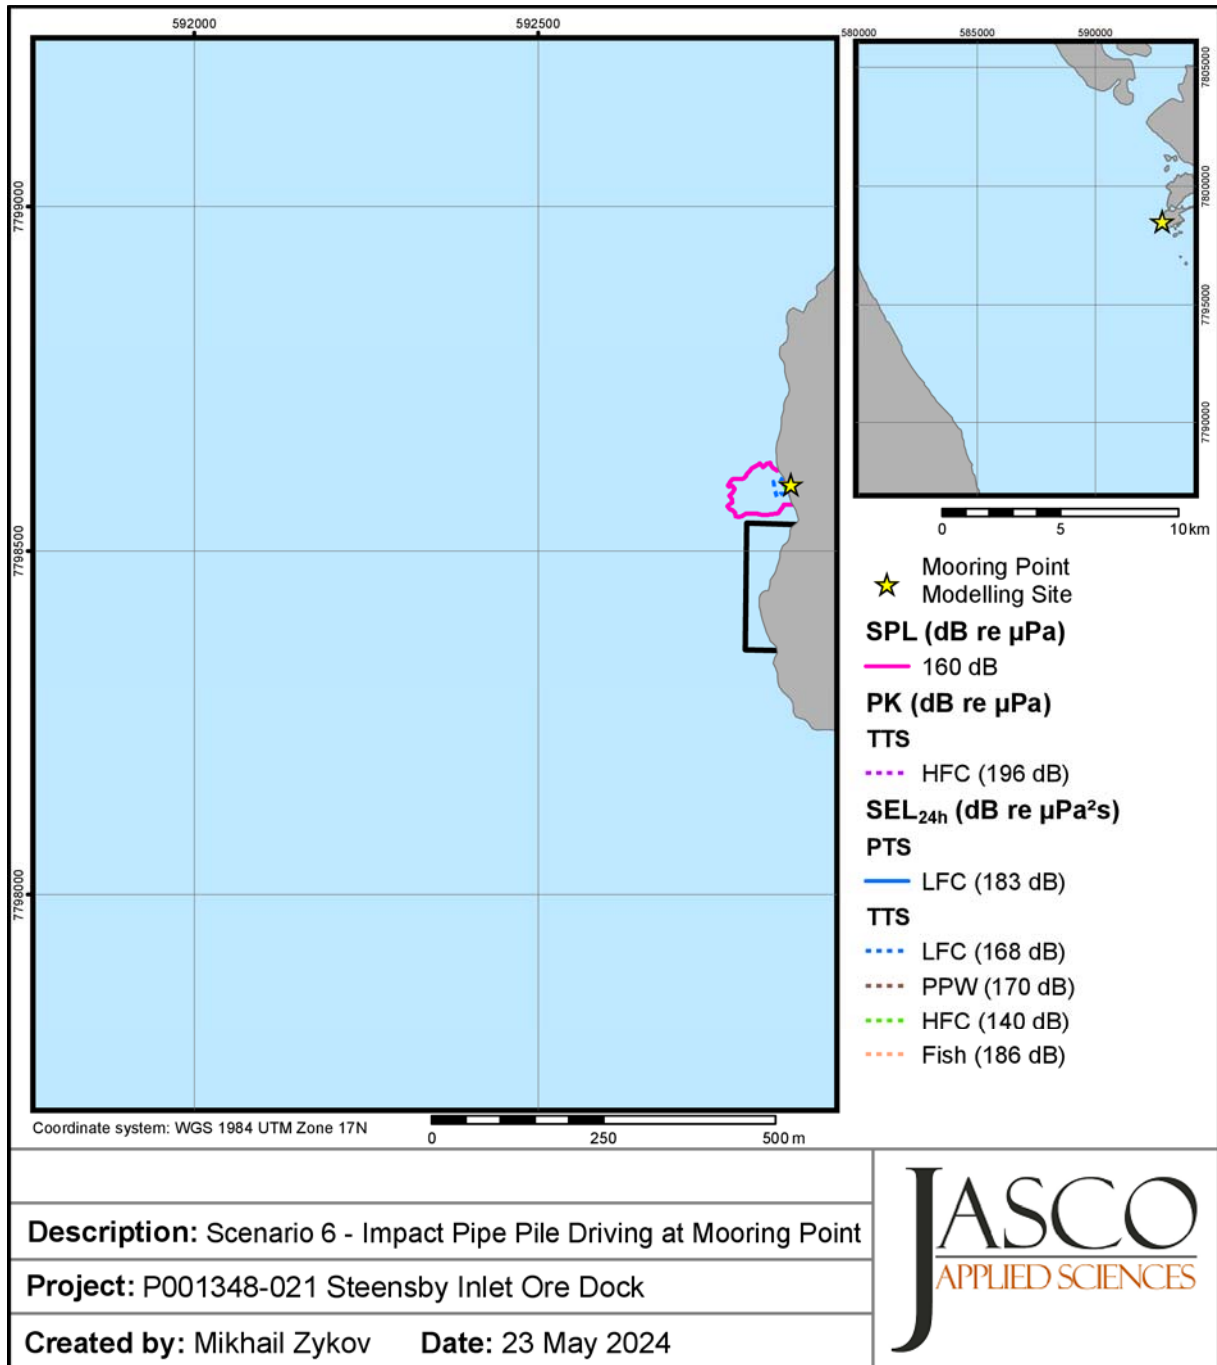 592000
592500
7799000
7798500
7798000
580000
585000
590000
7805000
7800000
7795000
7790000
0
5
10 km
Mooring Point
Modelling Site
SPL (dB re µPa)
160 dB
PK (dB re µPa)
TTS
HFC (196 dB)
SEL24h (dB re µPa²s)
PTS
LFC (183 dB)
TTS
LFC (168 dB)
PPW (170 dB)
HFC (140 dB)
Fish (186 dB)
Coordinate system: WGS 1984 UTM Zone 17N
0
250
500 m
Description: Scenario 6 - Impact Pipe Pile Driving at Mooring Point
Project: P001348-021 Steensby Inlet Ore Dock
Created by: Mikhail Zykov Date: 23 May 2024
JASCO
APPLIED SCIENCES